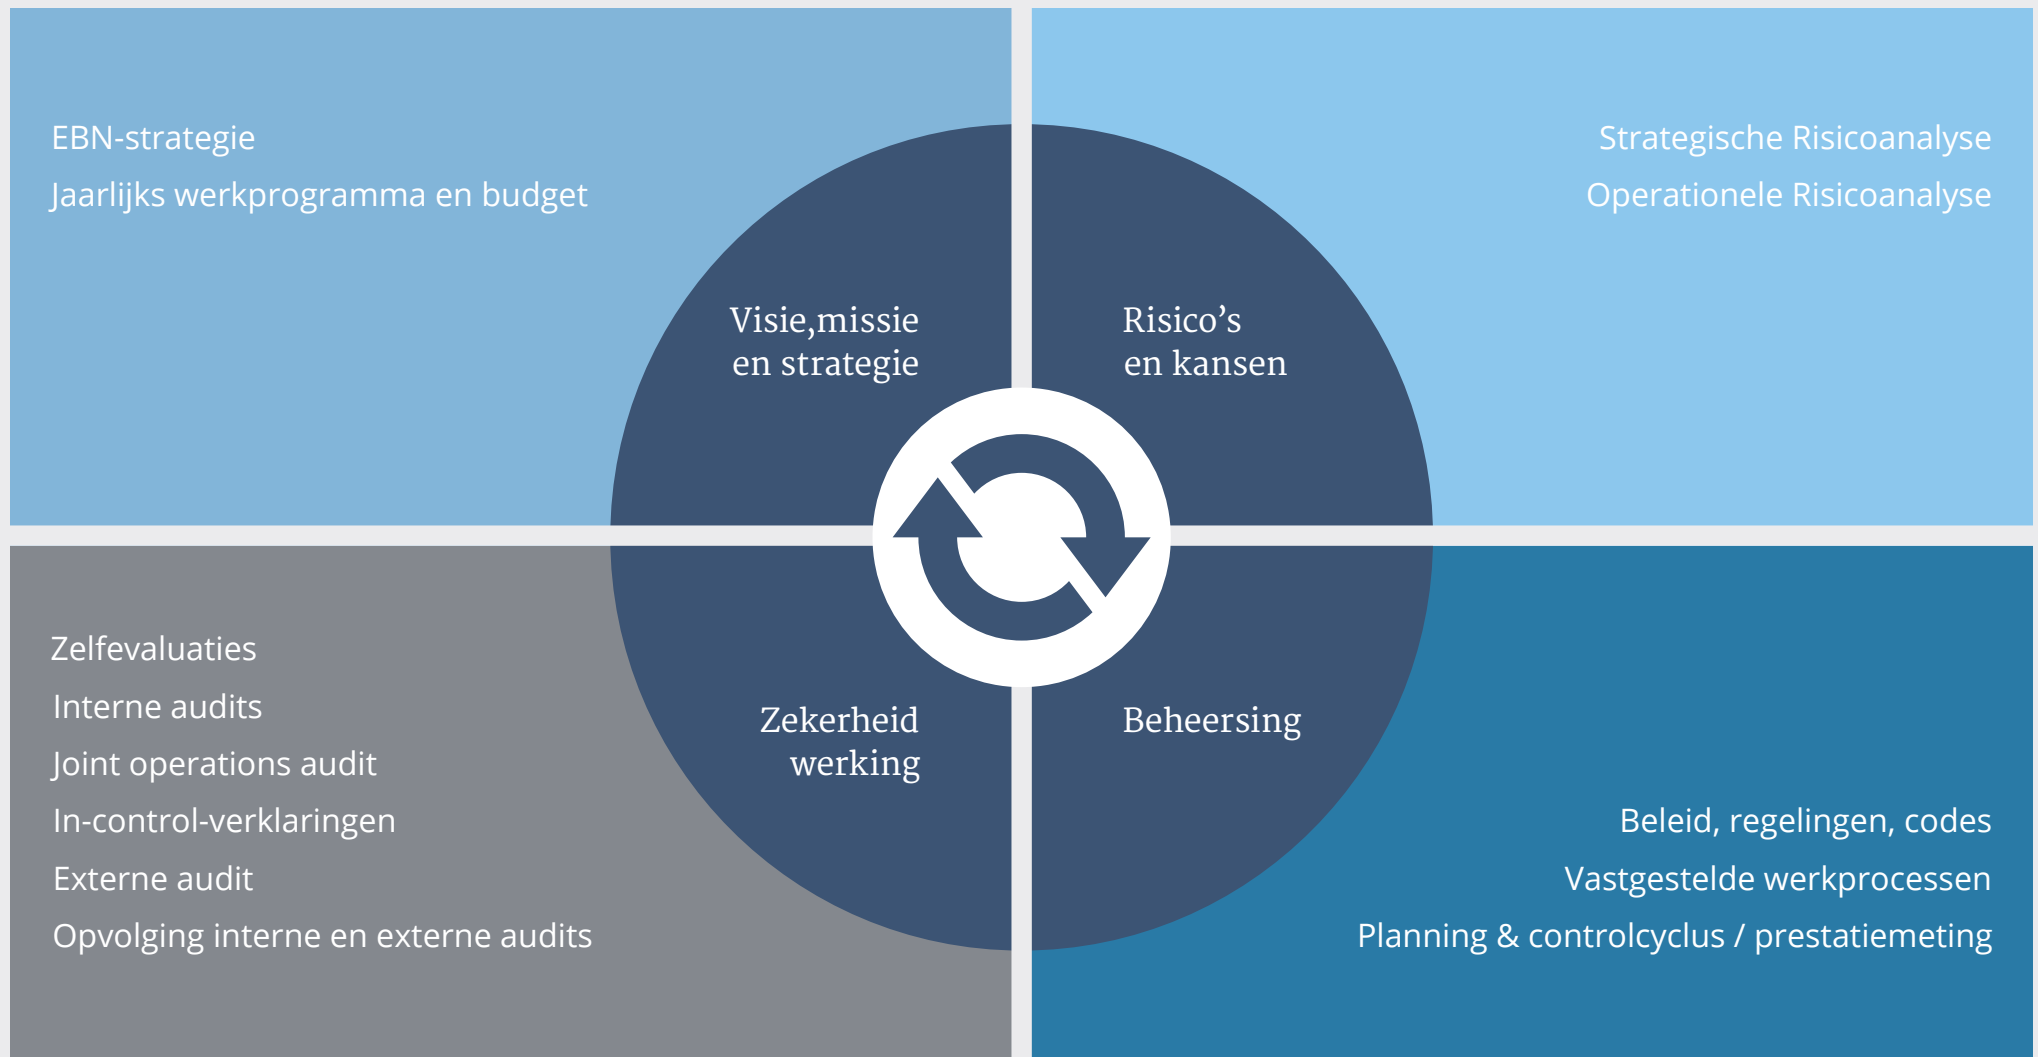 EBN-strategie
Jaarlijks werkprogramma en budget
Visie,missie
en strategie
Strategische Risicoanalyse
Operationele Risicoanalyse
Risico’s
en kansen
Zelfevaluaties
Interne audits
Joint operations audit
In-control-verklaringen
Externe audit
Opvolging interne en externe audits
Zekerheid
werking
Beheersing
Beleid, regelingen, codes
Vastgestelde werkprocessen
Planning & controlcyclus / prestatiemeting